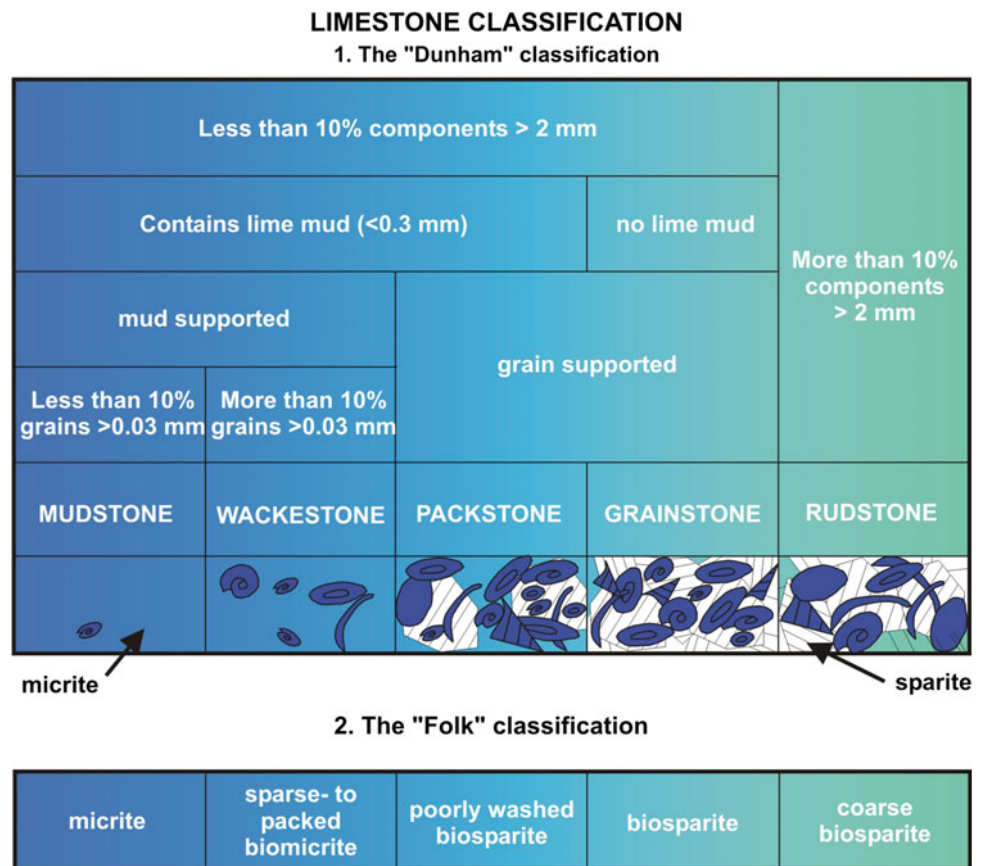 LIMESTONE CLASSIFICATION
1. The "Dunham" classification
Less than 10% components > 2 mm
Contains lime mud (<0.3 mm)
no lime mud
More than 10%
components
> 2 mm
mud supported
grain supported
Less than 10%
grains >0.03 mm
More than 10%
grains >0.03 mm
MUDSTONE
WACKESTONE
PACKSTONE
GRAINSTONE
RUDSTONE
micrite
sparite
2. The "Folk" classification
micrite
sparse- to
packed
biomicrite
poorly washed
biosparite
biosparite
coarse
biosparite